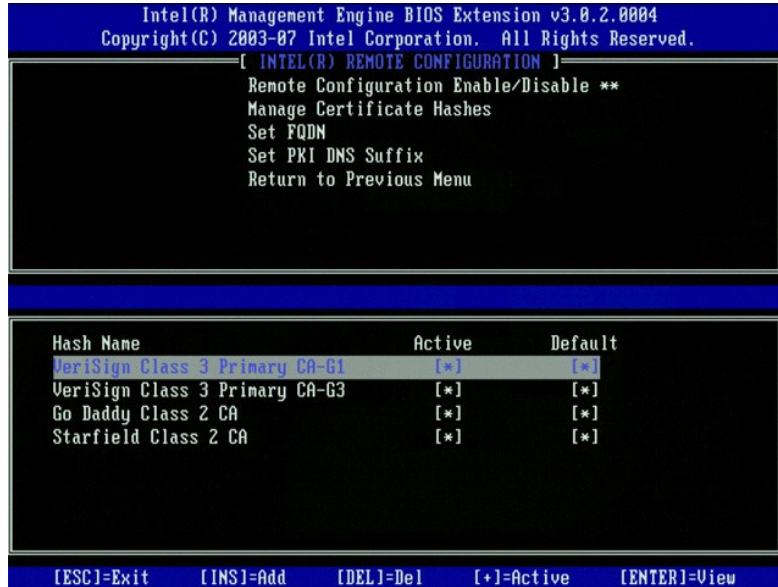 Intel(R) Management Engine BIOS Extension v3.0.2.0004
Copyright(C) 2003-07 Intel Corporation. All Rights Reserved.
[ INTEL(R) REMOTE CONFIGURATION ]
Remote Configuration Enable/Disable **
Manage Certificate Hashes
Set FQDN
Set PKI DNS Suffix
Return to Previous Menu
Hash Name Active Default
VeriSign Class 3 Primary CA-G1 [*] [*]
VeriSign Class 3 Primary CA-G3 [*] [*]
Go Daddy Class 2 CA [*] [*]
Starfield Class 2 CA [*] [*]
[ESC]=Exit [INS]=Add [DEL]=Del [+]=Active [ENTER]=View